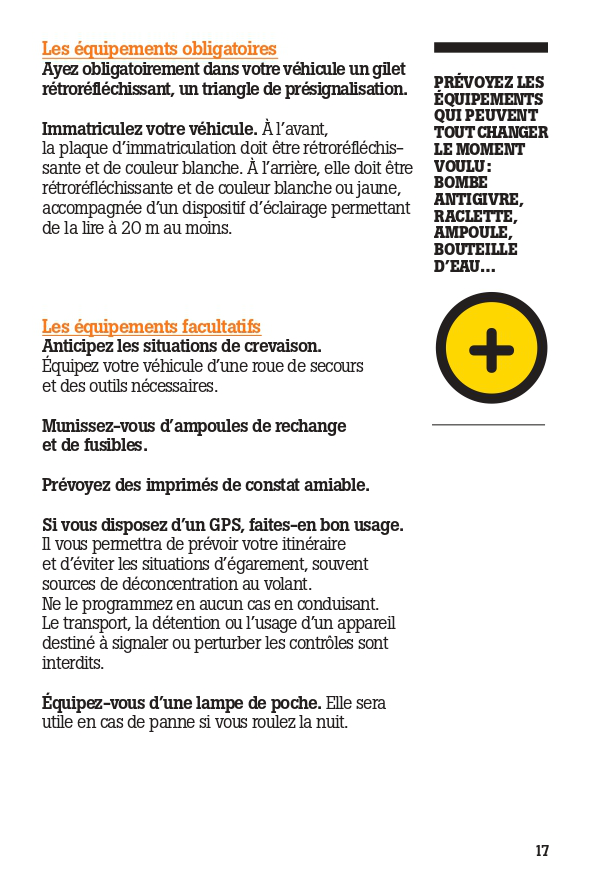 Les équipements obligatoires
Ayez obligatoirement dans votre véhicule un gilet
rétroréfléchissant, un triangle de présignalisation.
Immatriculez votre véhicule. À l’avant,
la plaque d’immatriculation doit être rétroréfléchis-
sante et de couleur blanche. À l’arrière, elle doit être
rétroréfléchissante et de couleur blanche ou jaune,
accompagnée d’un dispositif d’éclairage permettant
de la lire à 20 m au moins.
Les équipements facultatifs
Anticipez les situations de crevaison.
Équipez votre véhicule d’une roue de secours
et des outils nécessaires.
Munissez-vous d’ampoules de rechange
et de fusibles.
Prévoyez des imprimés de constat amiable.
Si vous disposez d’un GPS, faites-en bon usage.
Il vous permettra de prévoir votre itinéraire
et d’éviter les situations d’égarement, souvent
sources de déconcentration au volant.
Ne le programmez en aucun cas en conduisant.
Le transport, la détention ou l’usage d’un appareil
destiné à signaler ou perturber les contrôles sont
interdits.
Équipez-vous d’une lampe de poche. Elle sera
utile en cas de panne si vous roulez la nuit.
PRÉVOYEZ LES
ÉQUIPEMENTS
QUI PEUVENT
TOUT CHANGER
LE MOMENT
VOULU :
BOMBE
ANTIGIVRE,
RACLETTE,
AMPOULE,
BOUTEILLE
D’EAU…
17